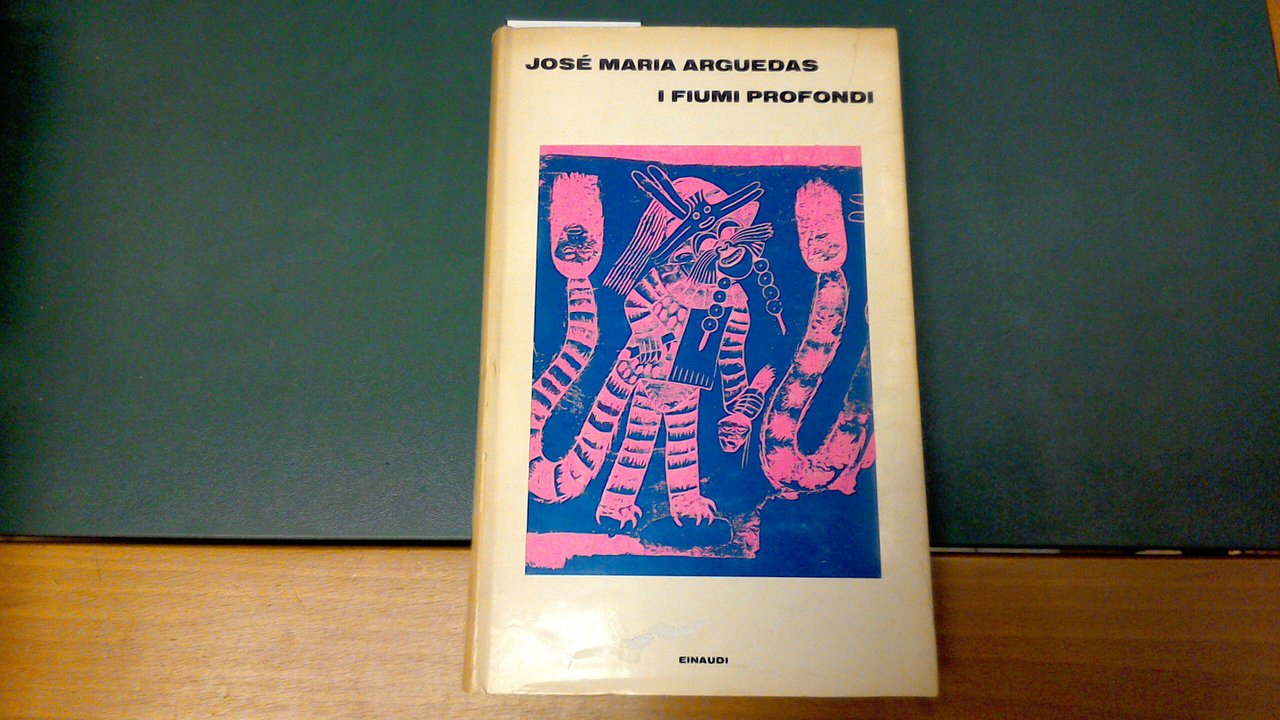 JOSÉ MARIA ARGUEDAS
I FIUMI PROFONDI
EINAUDI